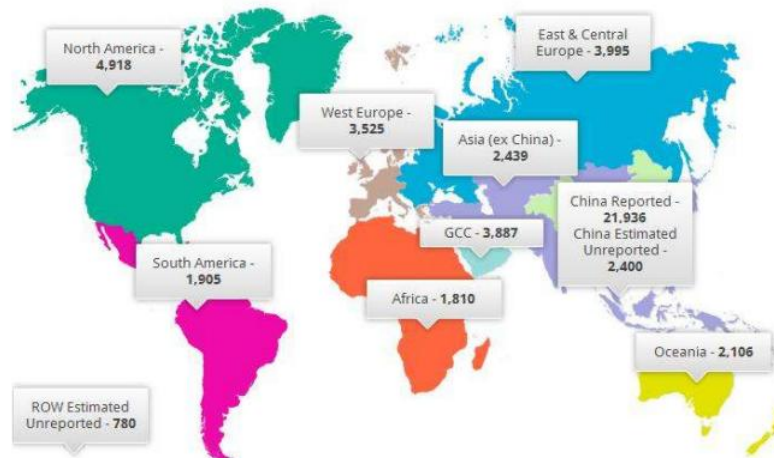 North America -
4,918
East & Central
Europe - 3,995
West Europe -
3,525
Asia (ex China) -
2,439
China Reported -
21,936
China Estimated
Unreported -
2,400
GCC - 3,887
South America -
1,905
Africa - 1,810
Oceania - 2,106
ROW Estimated
Unreported - 780